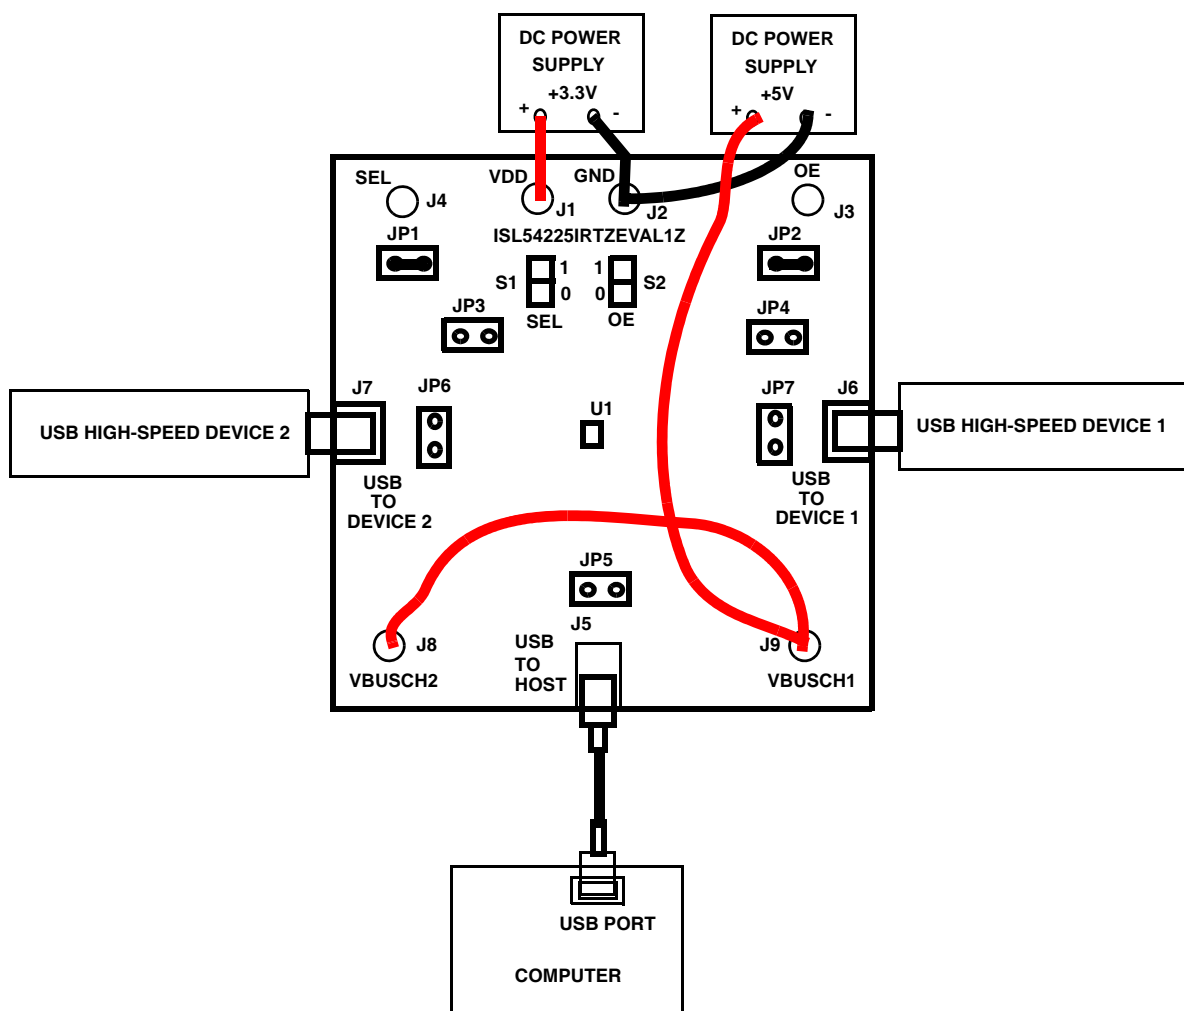 DC POWER
SUPPLY
+3.3V
+ -
DC POWER
SUPPLY
+5V
+ -
SEL
J4
VDD
J1
GND
J2
OE
J3
ISL54225IRTZEVAL1Z
JP1
JP2
S1
1
0
SEL
1
0
S2
OE
JP3
JP4
J7
JP6
U1
JP7
J6
USB HIGH-SPEED DEVICE 2
USB HIGH-SPEED DEVICE 1
USB
TO
DEVICE 2
USB
TO
DEVICE 1
JP5
J5
USB
TO
HOST
J8
VBUSCH2
J9
VBUSCH1
USB PORT
COMPUTER